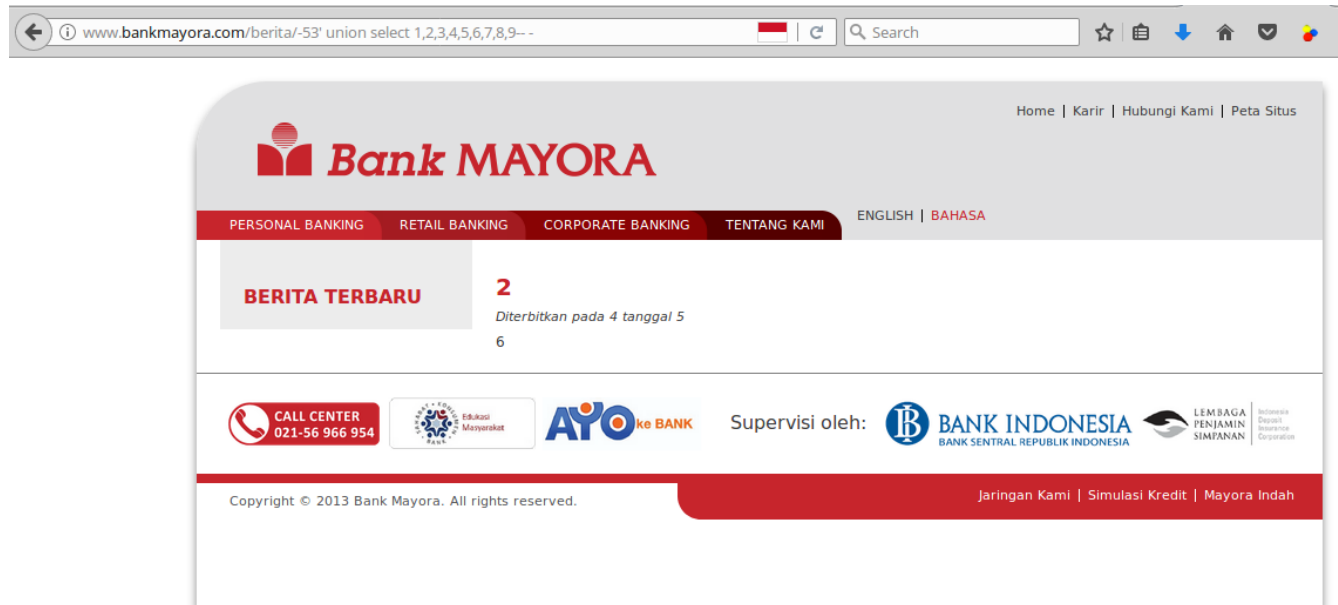 www.bankmayora.com/berita/-53' union select 1,2,3,4,5,6,7,8,9-- -
Search
Home | Karir | Hubungi Kami | Peta Situs
Bank MAYORA
PERSONAL BANKING RETAIL BANKING CORPORATE BANKING TENTANG KAMI ENGLISH | BAHASA
BERITA TERBARU
2
Diterbitkan pada 4 tanggal 5
6
CALL CENTER
021-56 966 954
Edukasi
Masyarakat
AYO ke BANK
Supervisi oleh:
BANK INDONESIA
BANK SENTRAL REPUBLIK INDONESIA
LEMBAGA
PENJAMIN
SIMPANAN
Indonesia
Deposit
Insurance
Corporation
Copyright © 2013 Bank Mayora. All rights reserved.
Jaringan Kami | Simulasi Kredit | Mayora Indah